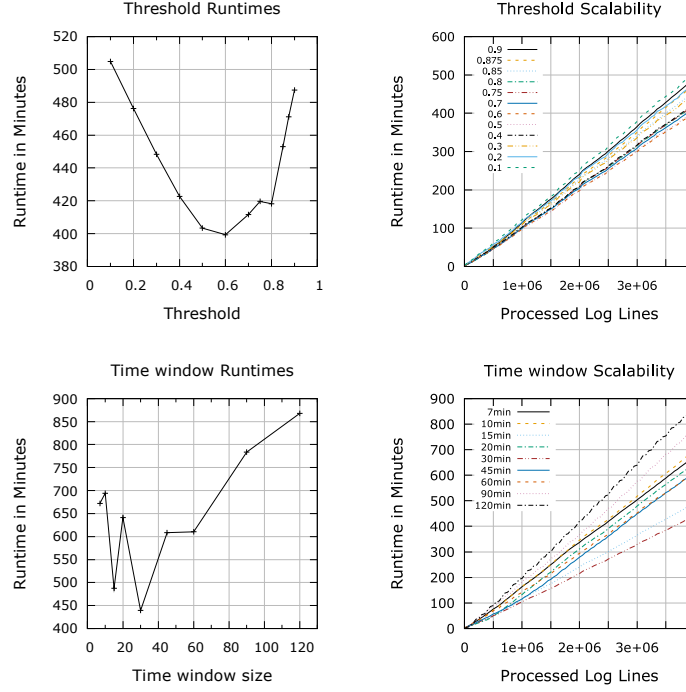 Threshold Runtimes
Runtime in Minutes
520
500
480
460
440
420
400
380
0 0.2 0.4 0.6 0.8 1
Threshold
Threshold Scalability
Runtime in Minutes
600
500
400
300
200
100
0
0.9
0.875
0.85
0.8
0.75
0.7
0.6
0.5
0.4
0.3
0.2
0.1
0 1e+06 2e+06 3e+06
Processed Log Lines
Time window Runtimes
Runtime in Minutes
900
850
800
750
700
650
600
550
500
450
400
0 20 40 60 80 100 120
Time window size
Time window Scalability
Runtime in Minutes
900
800
700
600
500
400
300
200
100
0
7min
10min
15min
20min
30min
45min
60min
90min
120min
0 1e+06 2e+06 3e+06
Processed Log Lines